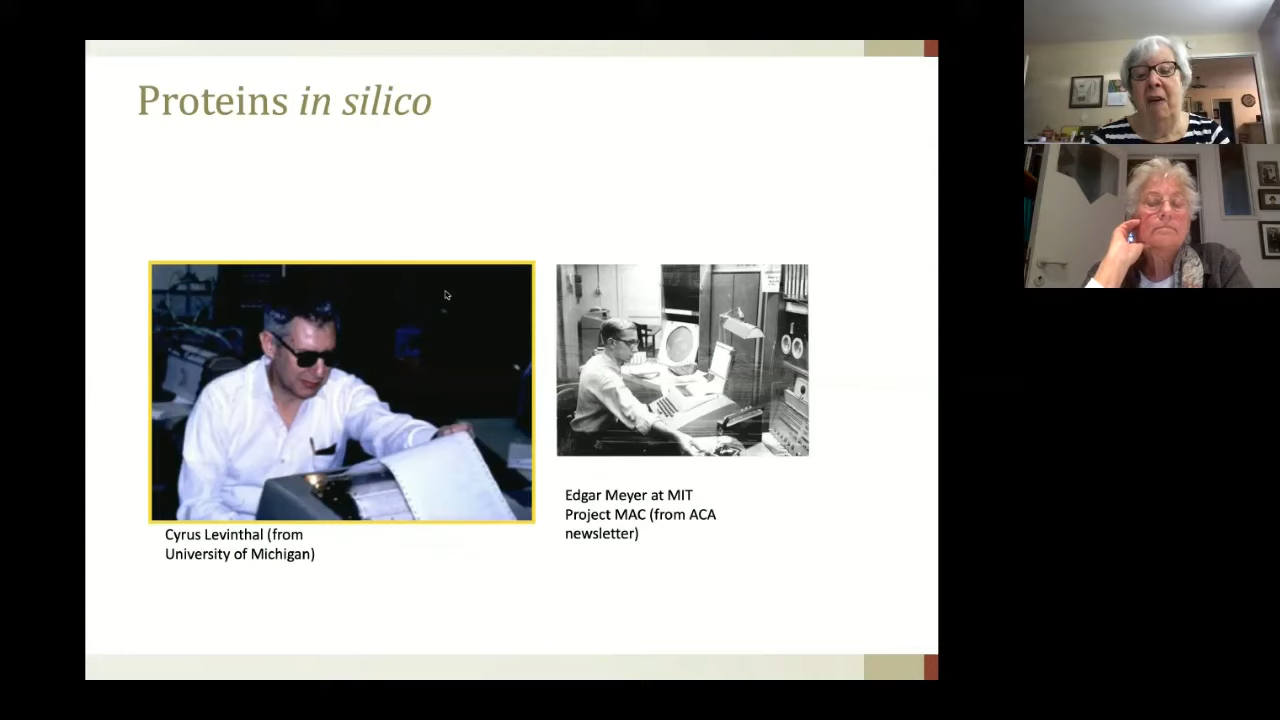 Proteins in silico
Cyrus Levinthal (from
University of Michigan)
Edgar Meyer at MIT
Project MAC (from ACA
newsletter)